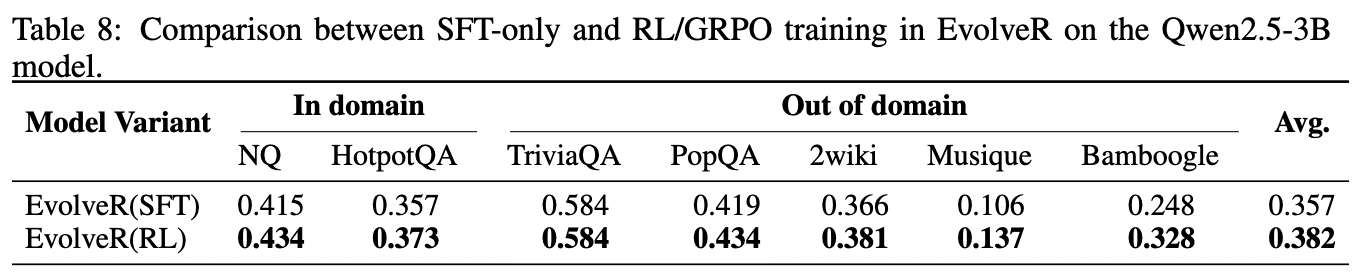 Table 8: Comparison between SFT-only and RL/GRPO training in EvolveR on the Qwen2.5-3B
model.
Model Variant In domain Out of domain Avg.
NQ HotpotQA TriviaQA PopQA 2wiki Musique Bamboogle
EvolveR(SFT) 0.415 0.357 0.584 0.419 0.366 0.106 0.248 0.357
EvolveR(RL) 0.434 0.373 0.584 0.434 0.381 0.137 0.328 0.382